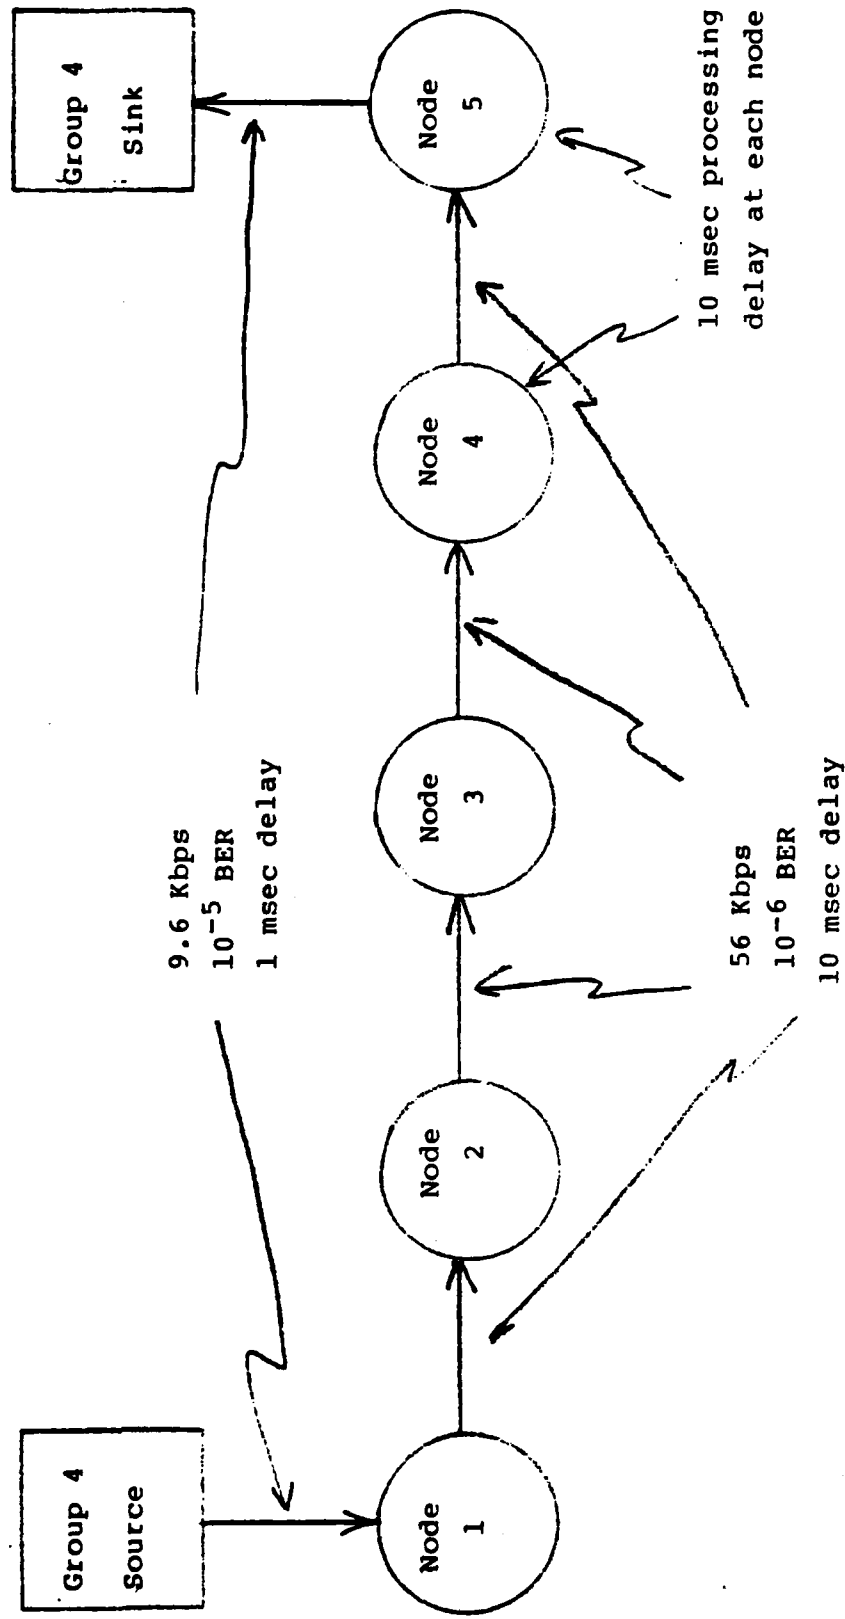 Group 4
Source
Group 4
Sink
9.6 Kbps
10⁻⁵ BER
1 msec delay
Node
1
Node
2
Node
3
Node
4
Node
5
56 Kbps
10⁻⁶ BER
10 msec delay
10 msec processing
delay at each node